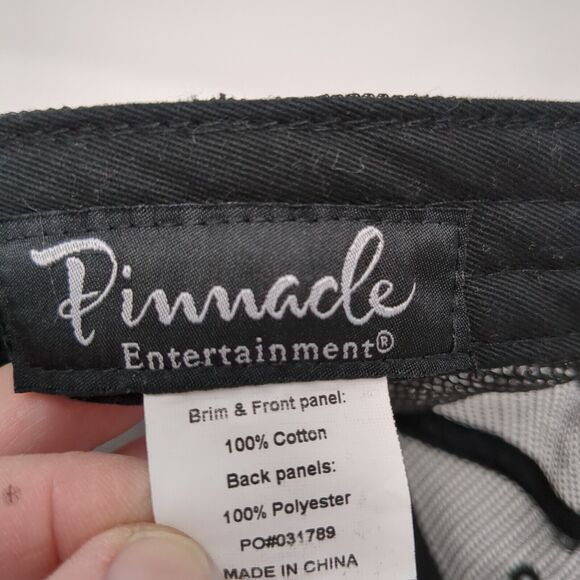 Pinnacle
Entertainment®
Brim & Front panel:
100% Cotton
Back panels:
100% Polyester
PO#031789
MADE IN CHINA